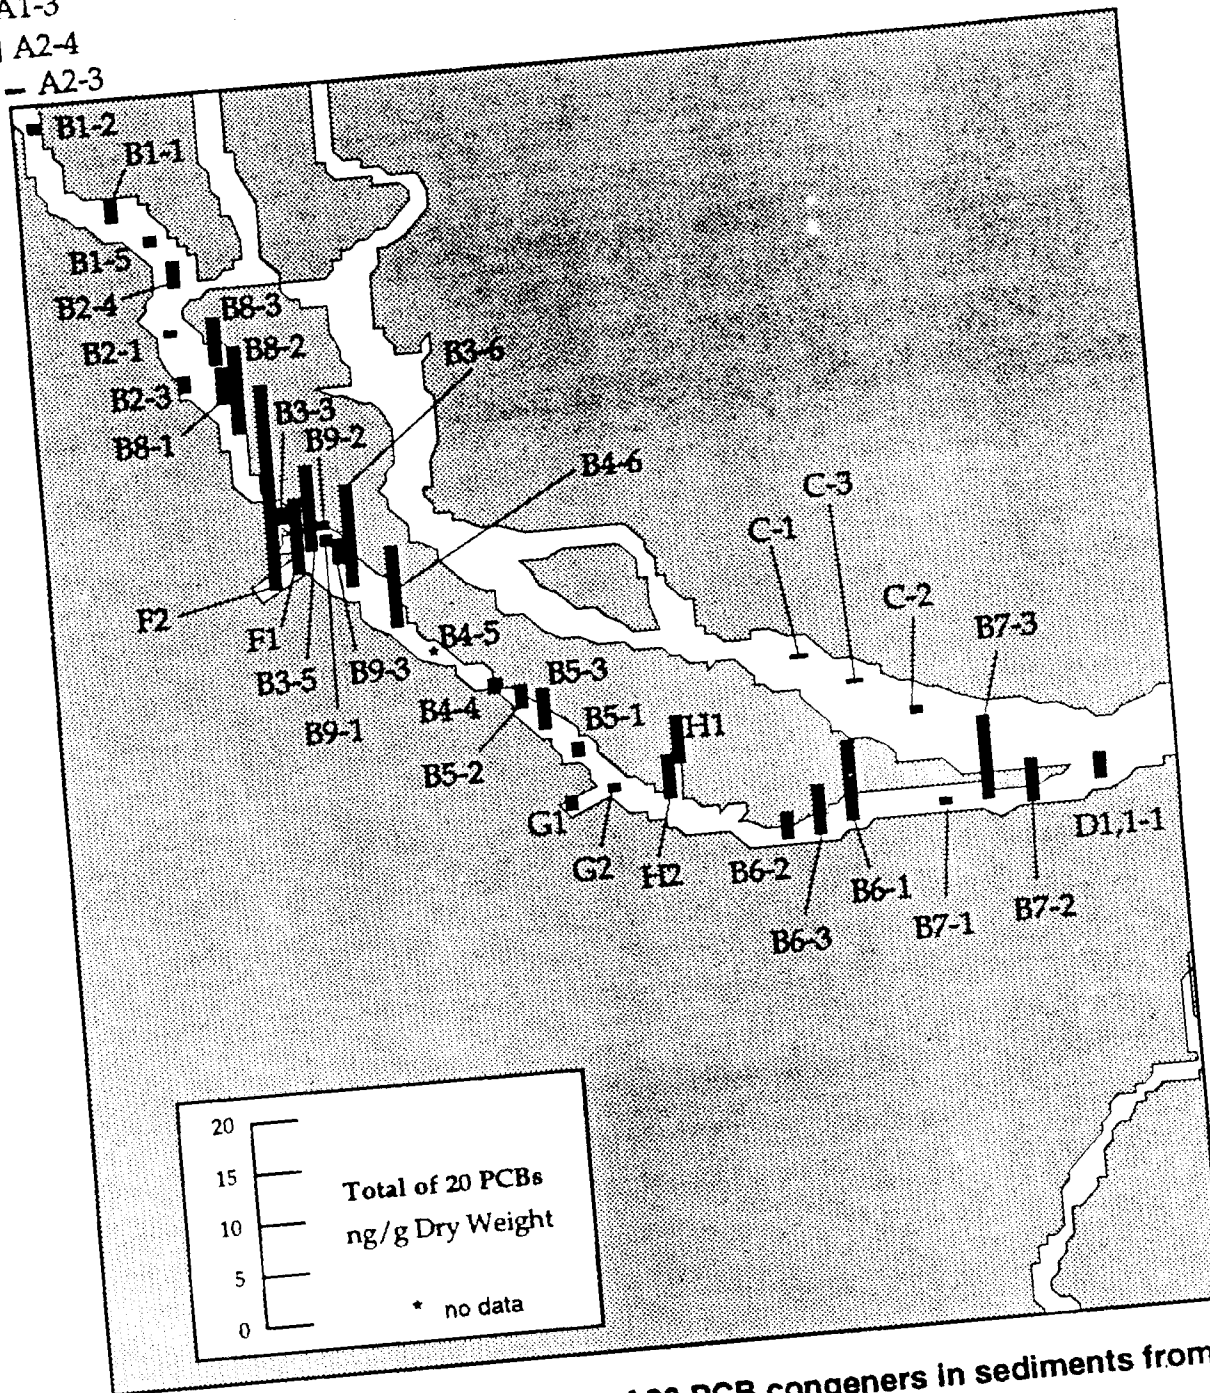 A1-3
A2-4
A2-3
B1-2
B1-1
B1-5
B2-4
B8-3
B2-1
B8-2
B3-6
B2-3
B3-3
B8-1
B9-2
B4-6
C-3
C-1
C-2
F2
F1
B4-5
B7-3
B3-5
B9-3
B5-3
B4-4
B9-1
B5-1
H1
B5-2
G1
D1,1-1
G2
H2
B6-2
B6-1
B7-2
B7-1
B6-3
20
15
Total of 20 PCBs
10
ng/g Dry Weight
5
* no data
0
20 PCB congeners in sediments from